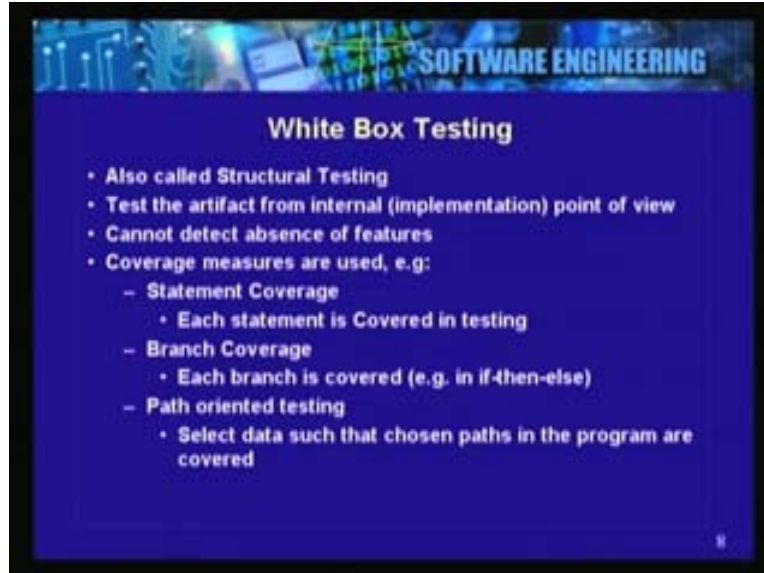 SOFTWARE ENGINEERING
White Box Testing
• Also called Structural Testing
• Test the artifact from internal (implementation) point of view
• Cannot detect absence of features
• Coverage measures are used, e.g:
– Statement Coverage
• Each statement is Covered in testing
– Branch Coverage
• Each branch is covered (e.g. in if-then-else)
– Path oriented testing
• Select data such that chosen paths in the program are
covered
8